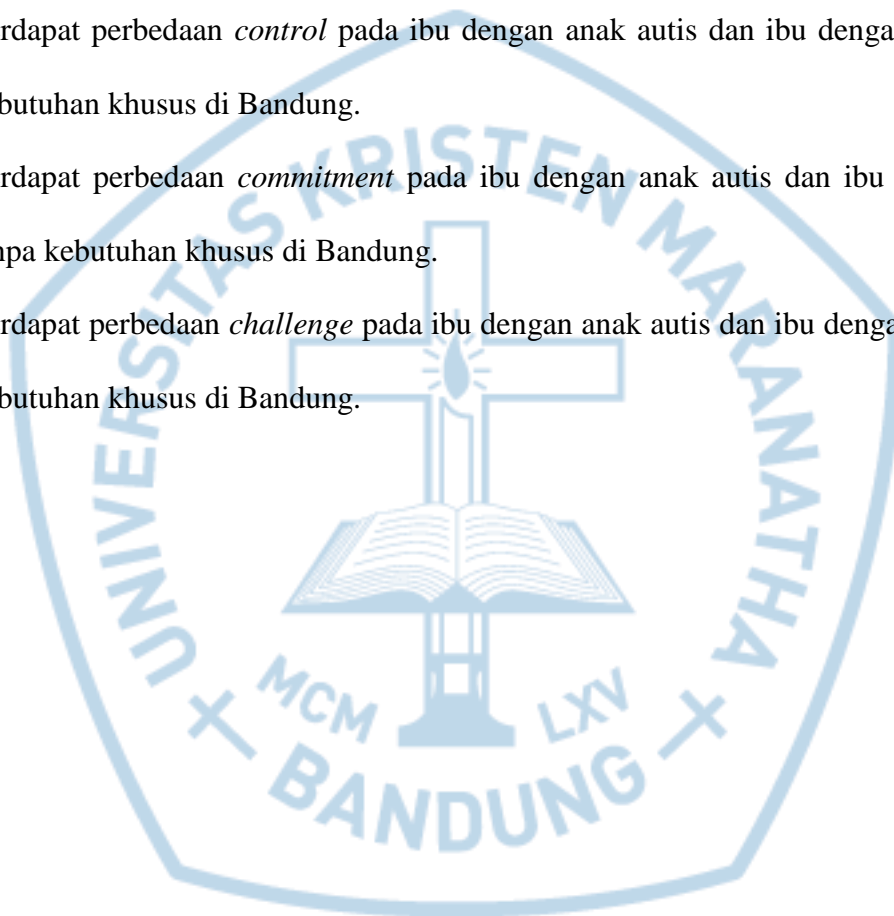 rdapat perbedaan control pada ibu dengan anak autis dan ibu denga
butuhan khusus di Bandung.
rdapat perbedaan commitment pada ibu dengan anak autis dan ibu
npa kebutuhan khusus di Bandung.
rdapat perbedaan challenge pada ibu dengan anak autis dan ibu denga
butuhan khusus di Bandung.
UNIVERSITAS KRISTEN MARANATHA
MCM LXV
BANDUNG